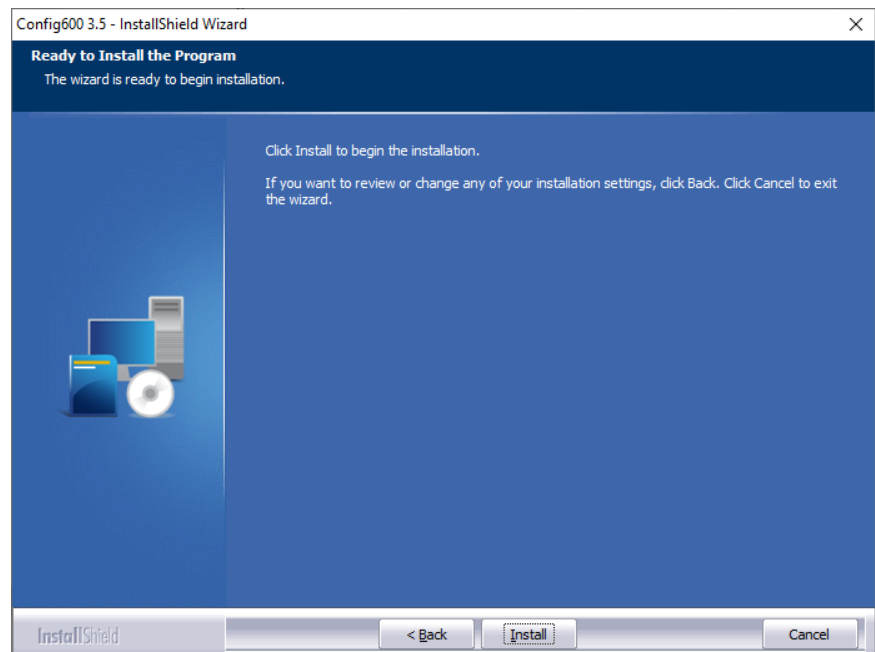 Config600 3.5 - InstallShield Wizard
Ready to Install the Program
The wizard is ready to begin installation.
Click Install to begin the installation.
If you want to review or change any of your installation settings, click Back. Click Cancel to exit
the wizard.
InstallShield
< Back
Install
Cancel